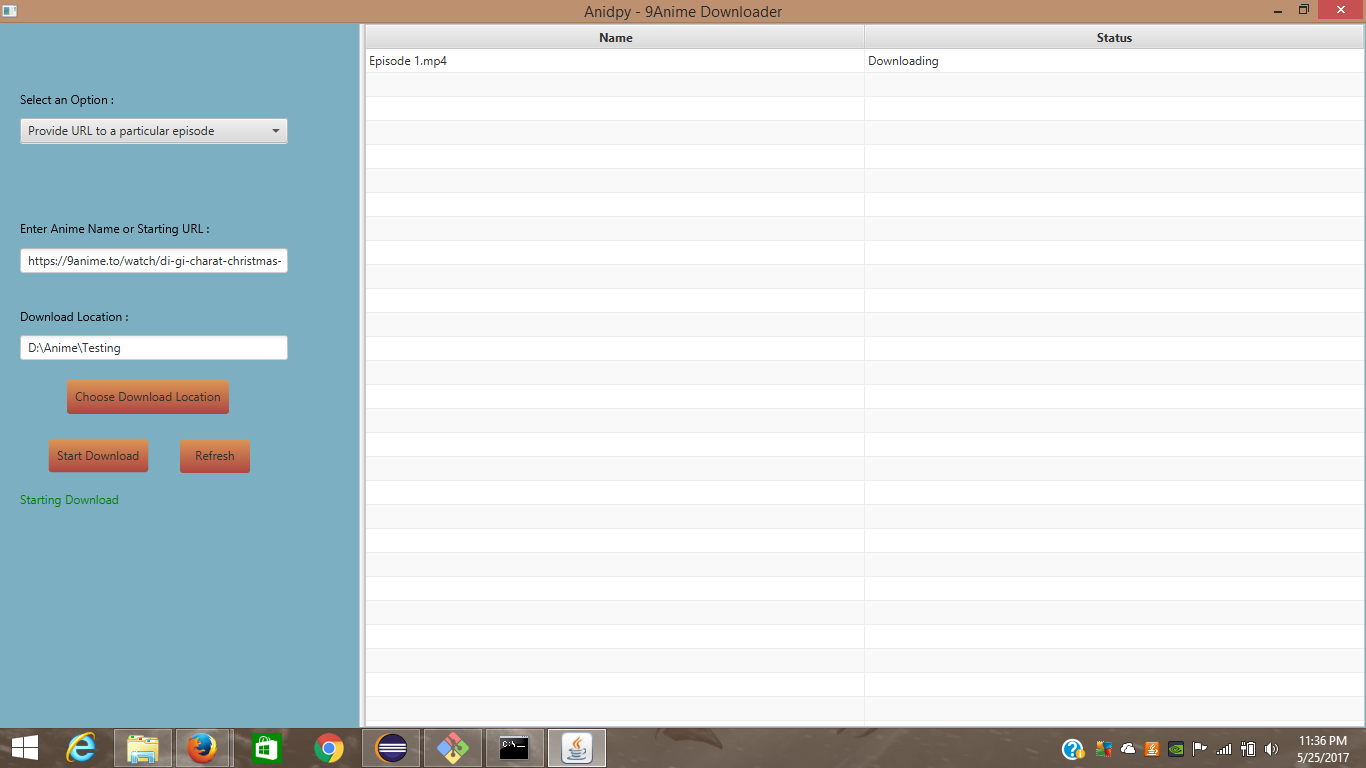 Anidpy - 9Anime Downloader
Name
Status
Episode 1.mp4
Downloading
Select an Option :
Provide URL to a particular episode
Enter Anime Name or Starting URL :
https://9anime.to/watch/di-gi-charat-christmas-
Download Location :
D:\Anime\Testing
Choose Download Location
Start Download
Refresh
Starting Download
C:\
11:36 PM
5/25/2017